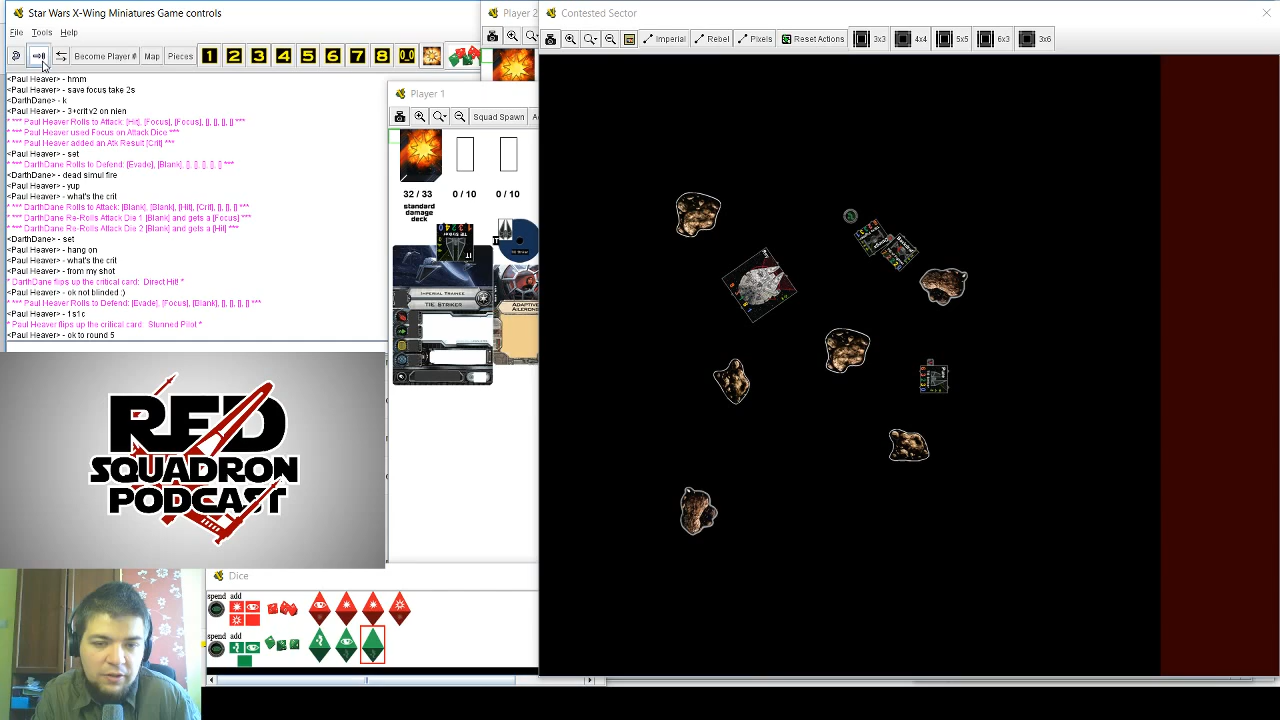 Star Wars X-Wing Miniatures Game controls
File Tools Help
Become Player # Map Pieces 1 2 3 4 5 6 7 8
<Paul Heaver> - hmm
<Paul Heaver> - save focus take 2s
<DarthDane> - k
<Paul Heaver> - 3+crit v2 on nien
* *** Paul Heaver Rolls to Attack: [Hit], [Focus], [Focus], [], [], [], [] ***
* *** Paul Heaver used Focus on Attack Dice ***
* *** Paul Heaver added an Atk Result [Crit] ***
<Paul Heaver> - set
* *** DarthDane Rolls to Defend: [Evade], [Blank], [], [], [], [], [] ***
<DarthDane> - dead simul fire
<Paul Heaver> - yup
<Paul Heaver> - what's the crit
* *** DarthDane Rolls to Attack: [Blank], [Blank], [Hit], [Crit], [], [], [] ***
* *** DarthDane Re-Rolls Attack Die 1 [Blank] and gets a [Focus] ***
* *** DarthDane Re-Rolls Attack Die 2 [Blank] and gets a [Hit] ***
<DarthDane> - set
<Paul Heaver> - hang on
<Paul Heaver> - what's the crit
<Paul Heaver> - from my shot
* DarthDane flips up the critical card: Direct Hit! *
<Paul Heaver> - ok not blinded :)
* *** Paul Heaver Rolls to Defend: [Evade], [Focus], [Blank], [], [], [], [] ***
<Paul Heaver> - 1s1c
* Paul Heaver flips up the critical card: Stunned Pilot *
<Paul Heaver> - ok to round 5
Player 2
Player 1
Squad Spawn
32 / 33
0 / 10
0 / 10
standard
damage
deck
IMPERIAL TRAINEE
TIE STRIKER
ADAPTIVE
AILERONS
Contested Sector
Imperial Rebel Pixels Reset Actions 3x3 4x4 5x5 6x3 3x6
RED
SQUADRON
PODCAST
Dice
spend add
spend add